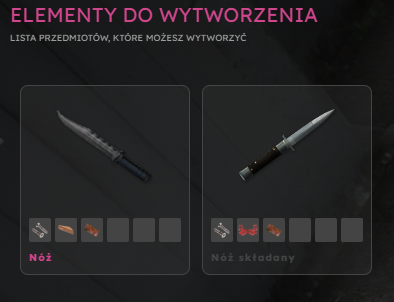 ELEMENTY DO WYTWORZENIA
LISTA PRZEDMIOTÓW, KTÓRE MOŻESZ WYTWORZYĆ
Nóż
Nóż składany